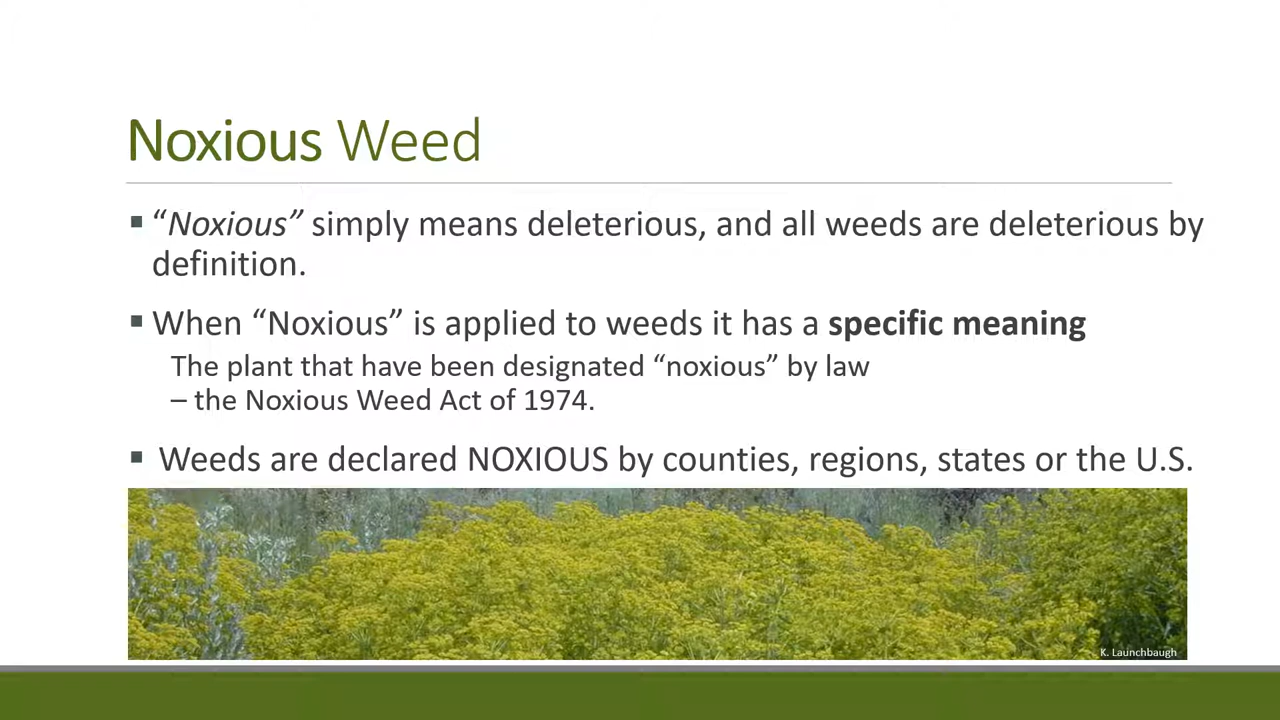 Noxious Weed
▪ “Noxious” simply means deleterious, and all weeds are deleterious by
definition.
▪ When “Noxious” is applied to weeds it has a specific meaning
The plant that have been designated “noxious” by law
– the Noxious Weed Act of 1974.
▪ Weeds are declared NOXIOUS by counties, regions, states or the U.S.
K. Launchbaugh